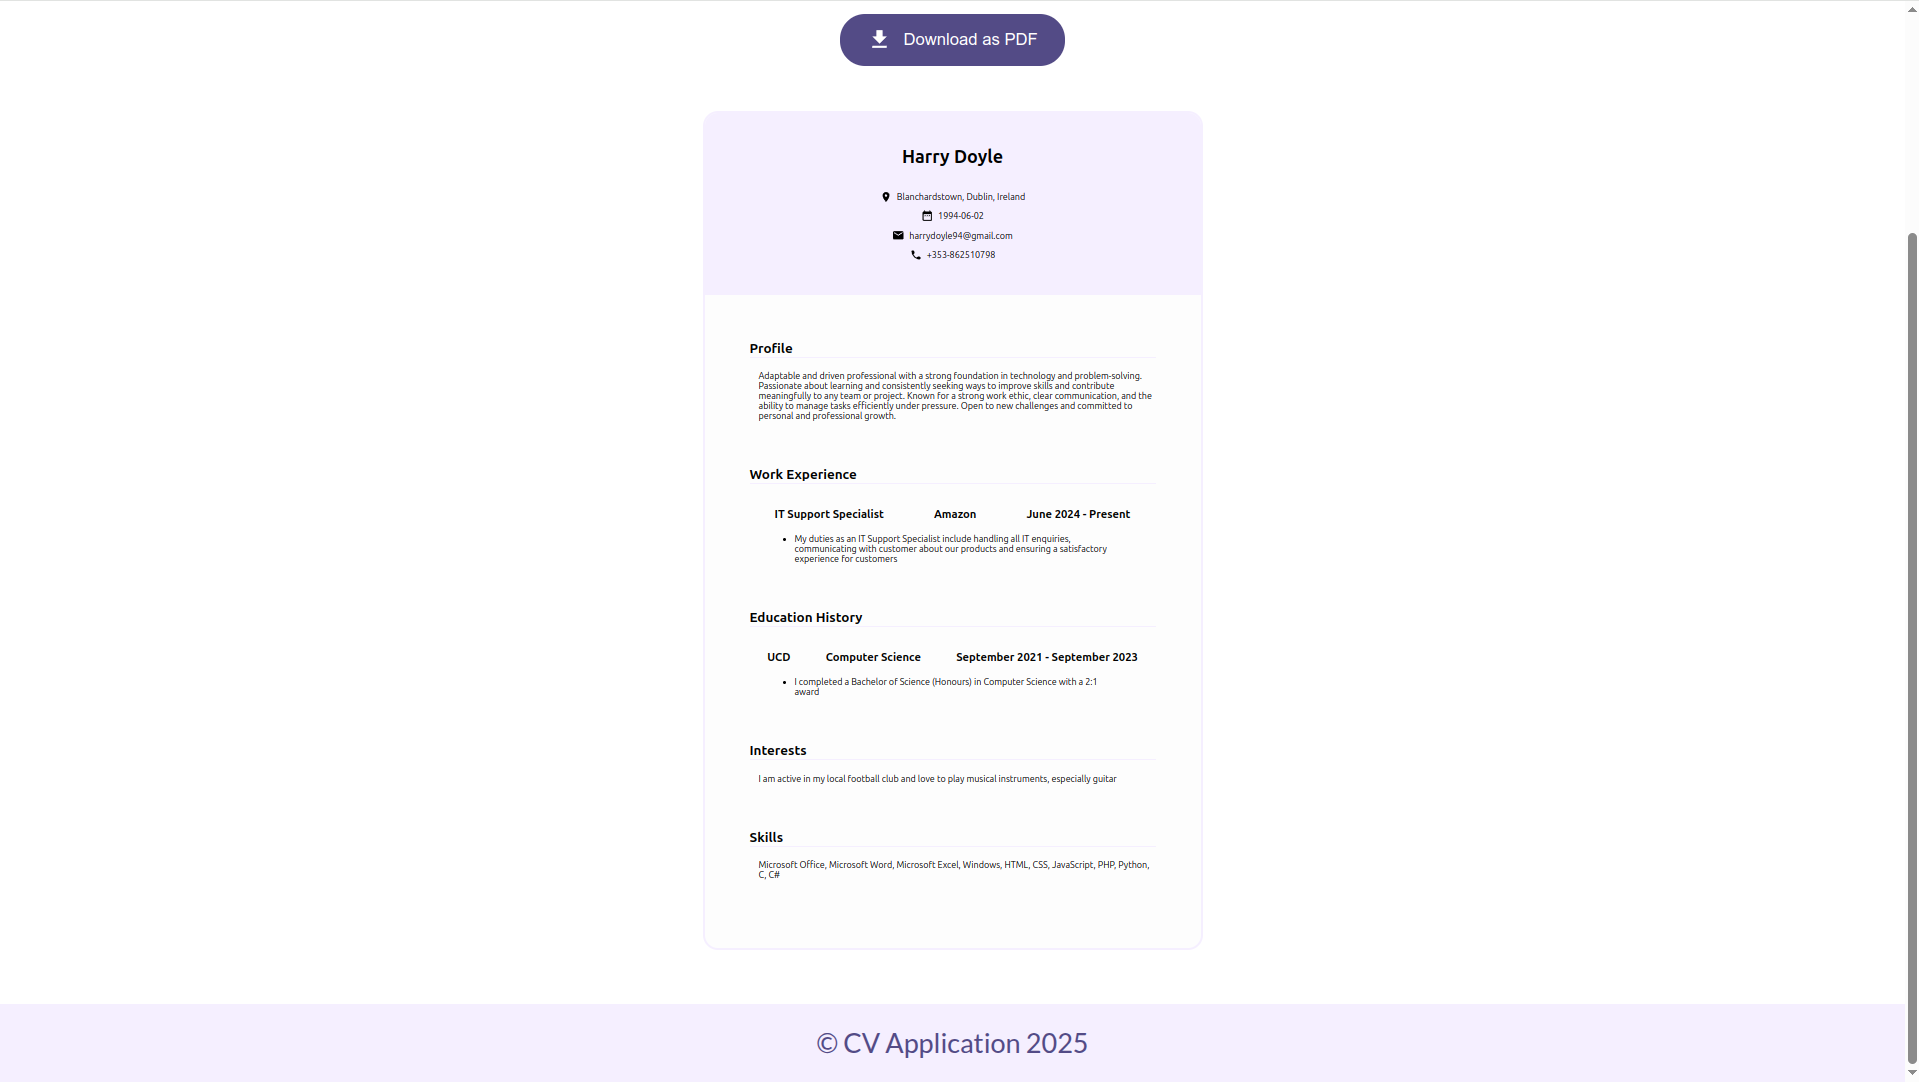 Download as PDF
Harry Doyle
Blanchardstown, Dublin, Ireland
1994-06-02
harrydoyle94@gmail.com
+353-862510798
Profile
Adaptable and driven professional with a strong foundation in technology and problem-solving.
Passionate about learning and consistently seeking ways to improve skills and contribute
meaningfully to any team or project. Known for a strong work ethic, clear communication, and the
ability to manage tasks efficiently under pressure. Open to new challenges and committed to
personal and professional growth.
Work Experience
IT Support Specialist Amazon June 2024 - Present
• My duties as an IT Support Specialist include handling all IT enquiries,
communicating with customer about our products and ensuring a satisfactory
experience for customers
Education History
UCD Computer Science September 2021 - September 2023
• I completed a Bachelor of Science (Honours) in Computer Science with a 2:1
award
Interests
I am active in my local football club and love to play musical instruments, especially guitar
Skills
Microsoft Office, Microsoft Word, Microsoft Excel, Windows, HTML, CSS, JavaScript, PHP, Python,
C, C#
© CV Application 2025